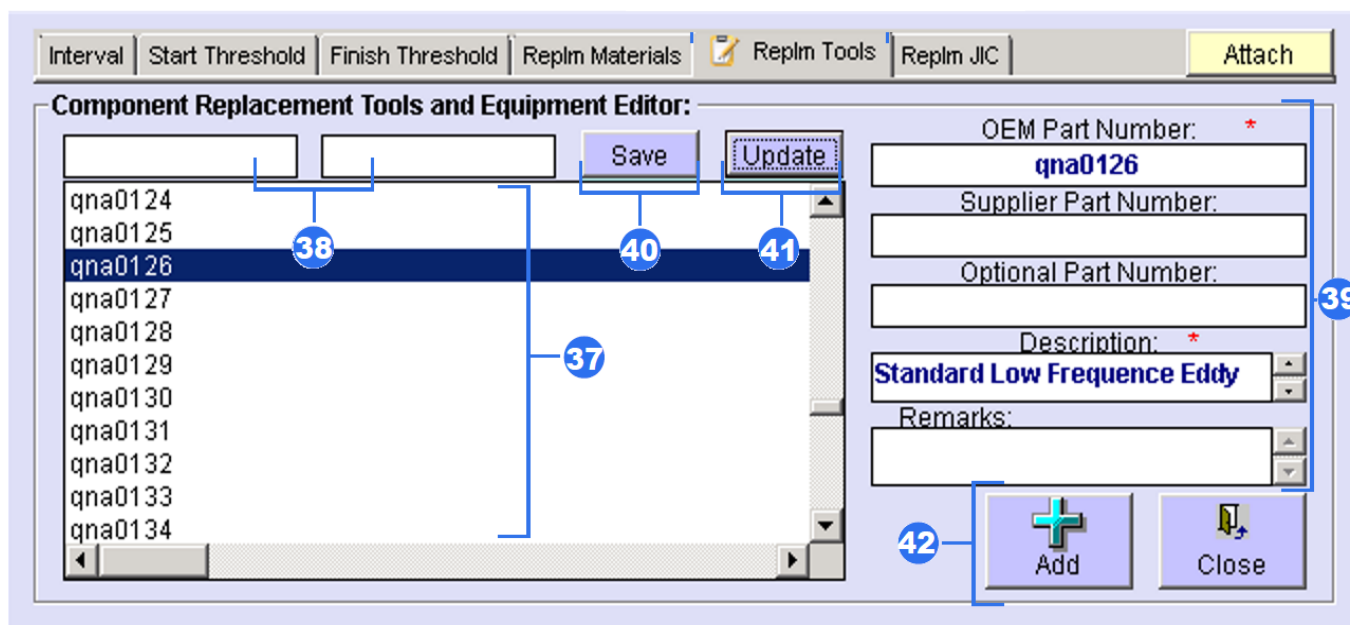 Interval Start Threshold Finish Threshold Replm Materials Replm Tools Replm JIC Attach
Component Replacement Tools and Equipment Editor:
Save Update
OEM Part Number: *
qna0126
qna0124
Supplier Part Number:
qna0125
38 40 41
qna0126
Optional Part Number:
qna0127
39
qna0128
Description: *
37
qna0129
Standard Low Frequence Eddy
qna0130
Remarks:
qna0131
qna0132
qna0133
qna0134
42
Add Close